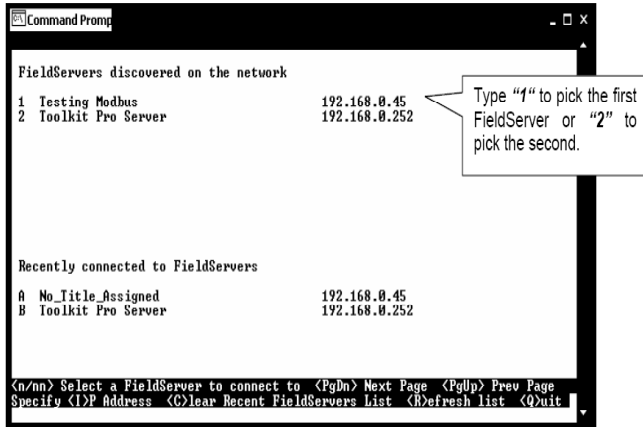 Command Promp
FieldServers discovered on the network
1 Testing Modbus 192.168.0.45
2 Toolkit Pro Server 192.168.0.252
Type "1" to pick the first
FieldServer or "2" to
pick the second.
Recently connected to FieldServers
A No_Title_Assigned 192.168.0.45
B Toolkit Pro Server 192.168.0.252
<n/nn> Select a FieldServer to connect to <PgDn> Next Page <PgUp> Prev Page
Specify <I>P Address <C>lear Recent FieldServers List <R>efresh list <Q>uit